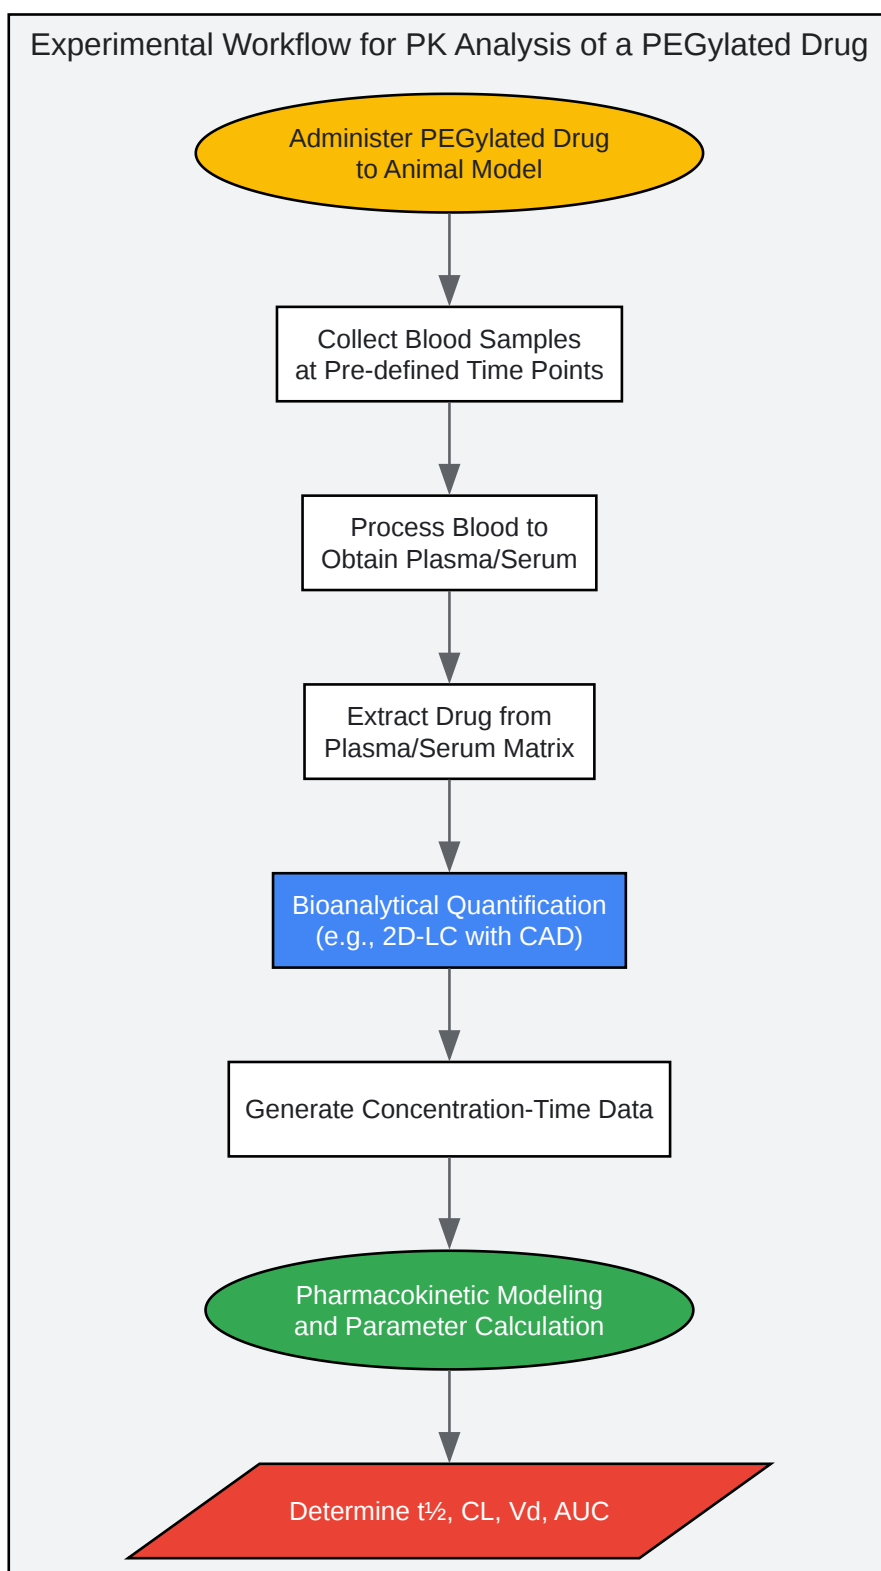 Experimental Workflow for PK Analysis of a PEGylated Drug
Administer PEGylated Drug
to Animal Model
Collect Blood Samples
at Pre-defined Time Points
Process Blood to
Obtain Plasma/Serum
Extract Drug from
Plasma/Serum Matrix
Bioanalytical Quantification
(e.g., 2D-LC with CAD)
Generate Concentration-Time Data
Pharmacokinetic Modeling
and Parameter Calculation
Determine t½, CL, Vd, AUC